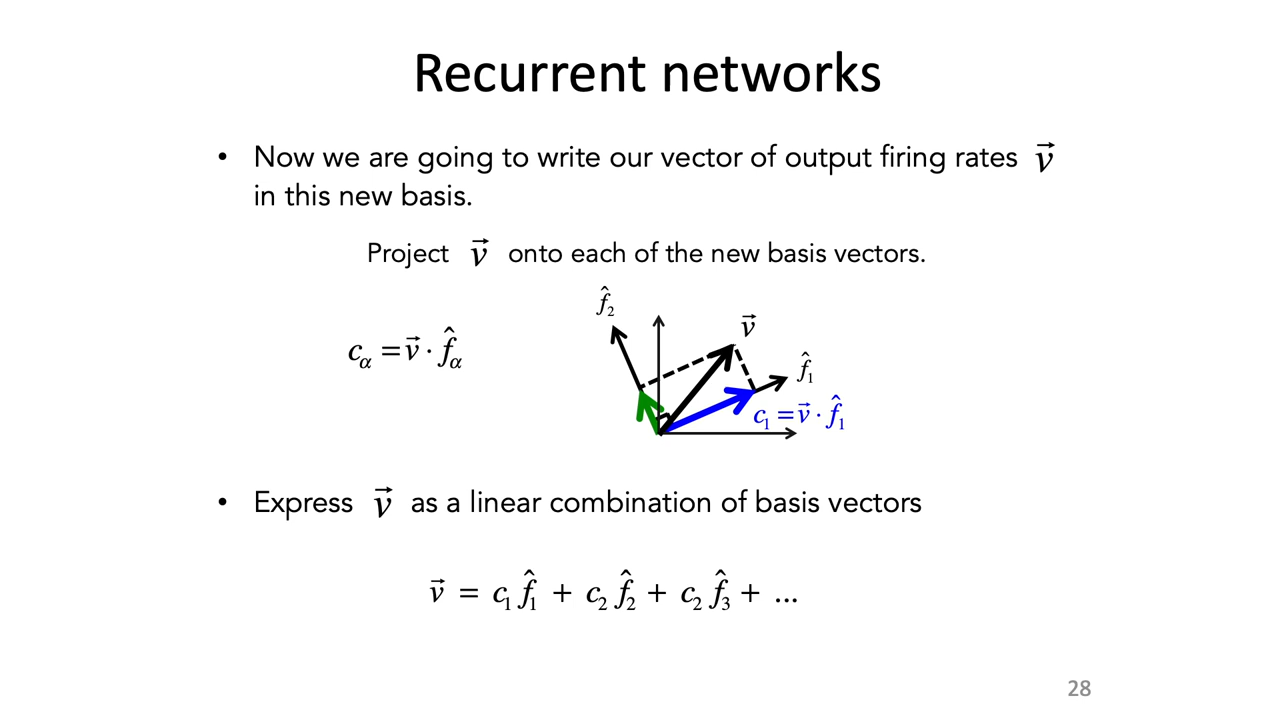 Recurrent networks
• Now we are going to write our vector of output firing rates v⃗
in this new basis.
Project v⃗ onto each of the new basis vectors.
f̂₂
v⃗
c_α = v⃗ · f̂_α
f̂₁
c₁ = v⃗ · f̂₁
• Express v⃗ as a linear combination of basis vectors
v⃗ = c₁ f̂₁ + c₂ f̂₂ + c₂ f̂₃ + ...
28